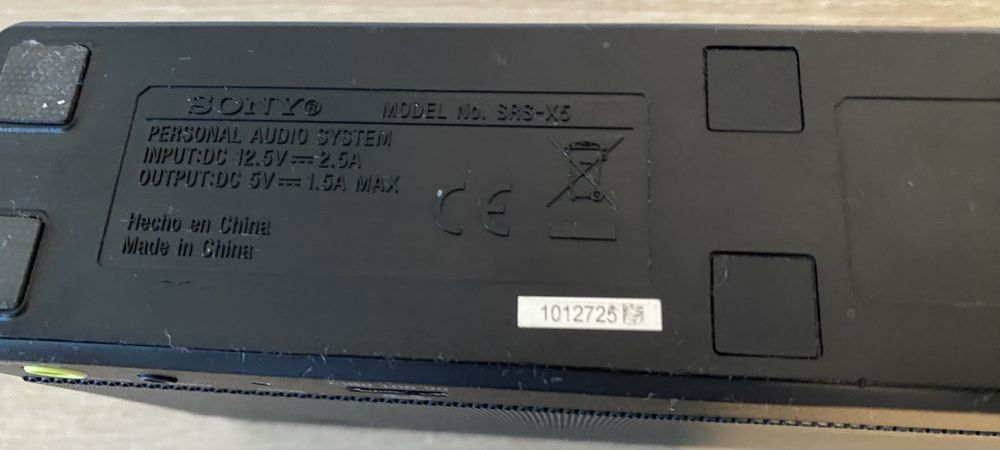 SONY®
MODEL No. SRS-X5
PERSONAL AUDIO SYSTEM
INPUT:DC 12.5V⎓2.5A
OUTPUT:DC 5V⎓1.5A MAX
CE
Hecho en China
Made in China
1012725